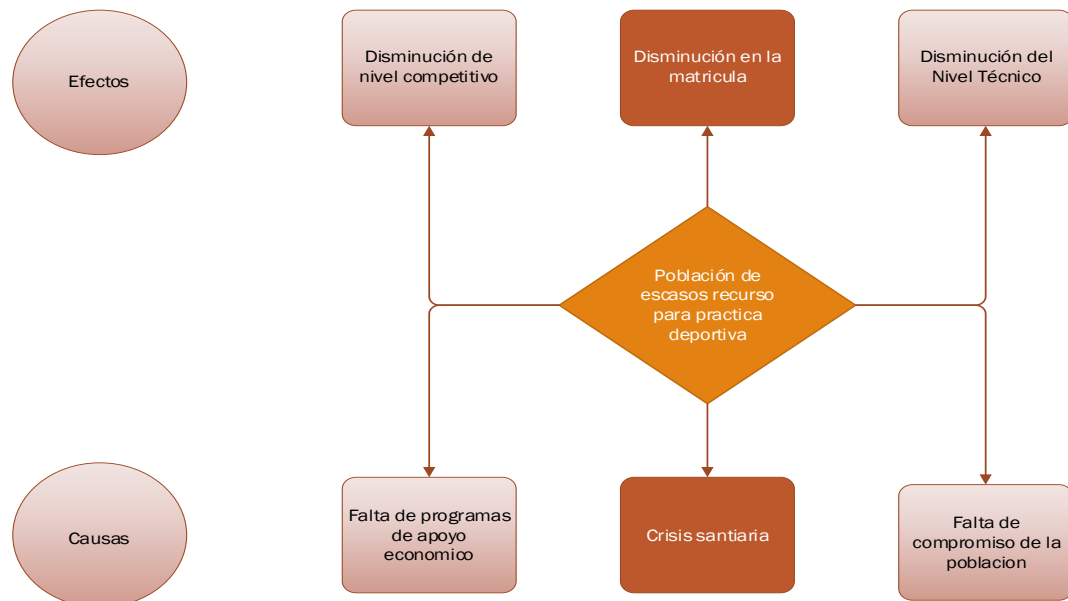 Efectos
Disminución de
nivel competitivo
Disminución en la
matricula
Disminución del
Nivel Técnico
Población de
escasos recurso
para practica
deportiva
Causas
Falta de programas
de apoyo
economico
Crisis santiaria
Falta de
compromiso de la
poblacion